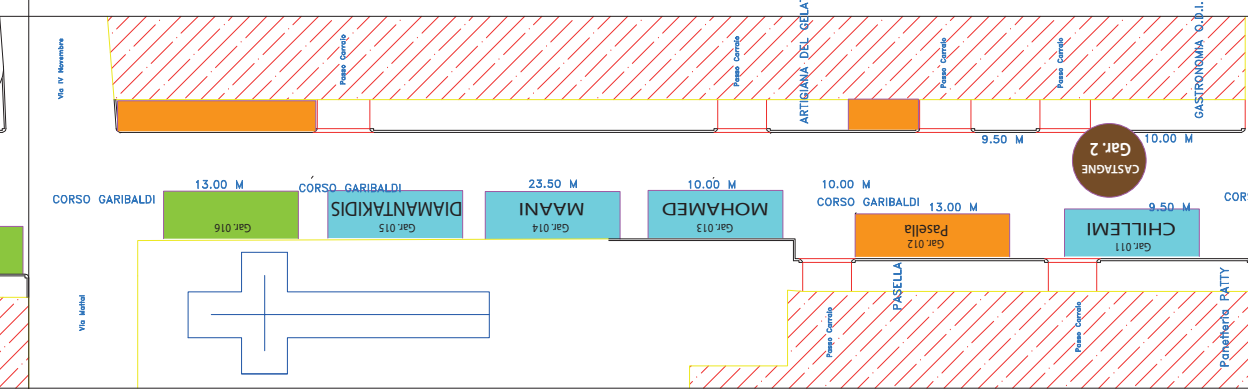 Via IV Novembre
Passo Carraio
Passo Carraio
ARTIGIANA DEL GELAT
Passo Carraio
Passo Carraio
GASTRONOMIA O.D.I.
9.50 M
10.00 M
CASTAGNE
Gar. 2
CORSO GARIBALDI
13.00 M
CORSO GARIBALDI
23.50 M
10.00 M
10.00 M
CORSO GARIBALDI
13.00 M
9.50 M
CORS
Gar.016
Gar.015
DIAMANTAKIDIS
Gar.014
MAANI
Gar.013
MOHAMED
Gar.012
Pasella
Gar.011
CHILLEMI
Via Mattei
PASELLA
Passo Carraio
Passo Carraio
Panetteria RATTY